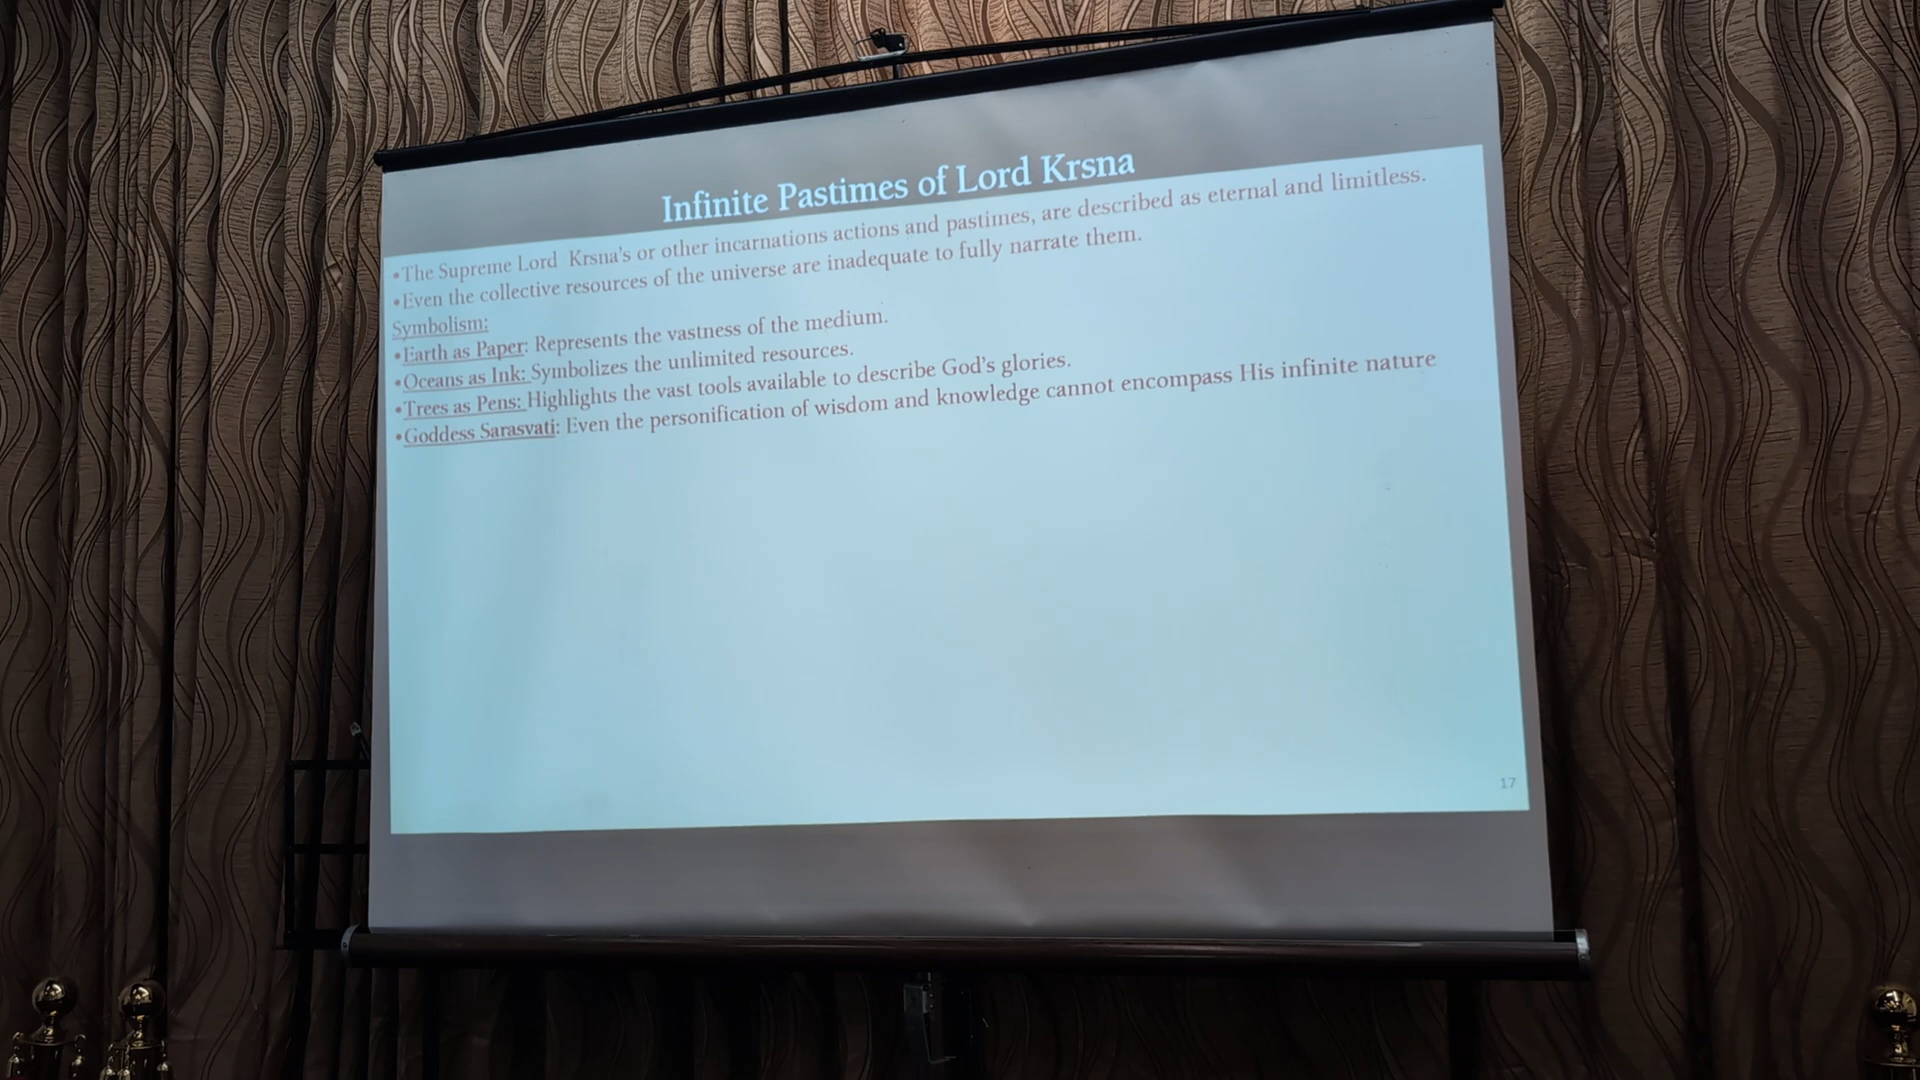 Infinite Pastimes of Lord Krsna
•The Supreme Lord Krsna's or other incarnations actions and pastimes, are described as eternal and limitless.
•Even the collective resources of the universe are inadequate to fully narrate them.
Symbolism:
•Earth as Paper: Represents the vastness of the medium.
•Oceans as Ink: Symbolizes the unlimited resources.
•Trees as Pens: Highlights the vast tools available to describe God's glories.
•Goddess Sarasvati: Even the personification of wisdom and knowledge cannot encompass His infinite nature
17